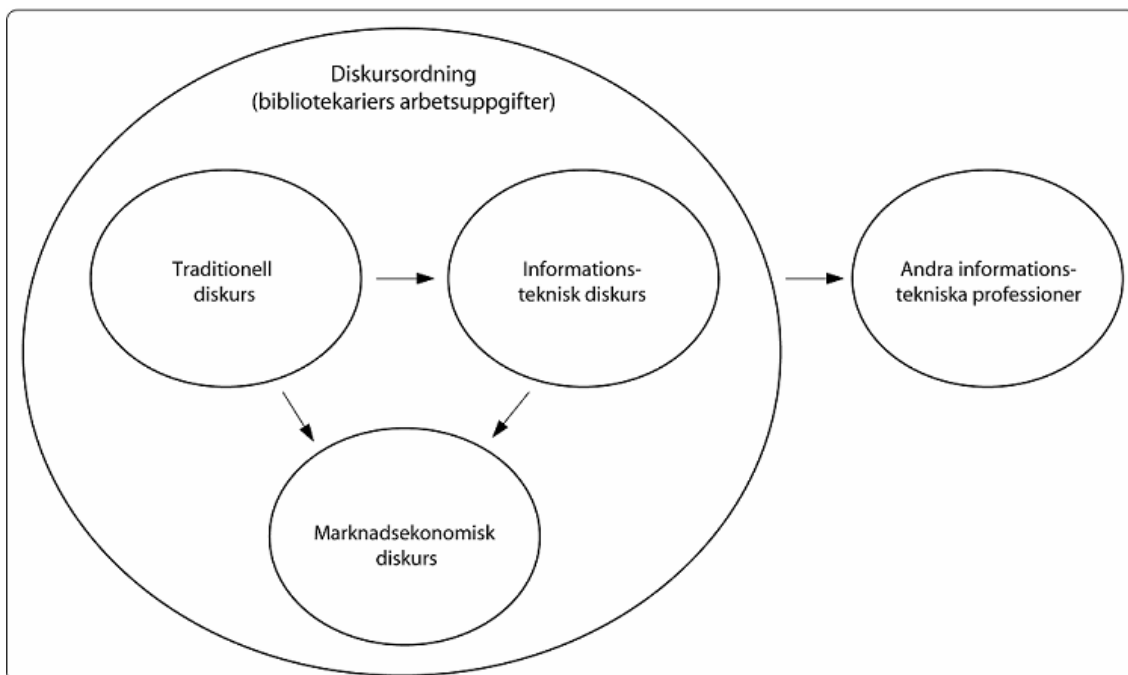 Diskursordning
(bibliotekariers arbetsuppgifter)
Traditionell
diskurs
Informations-
teknisk diskurs
Andra informations-
tekniska professioner
Marknadsekonomisk
diskurs